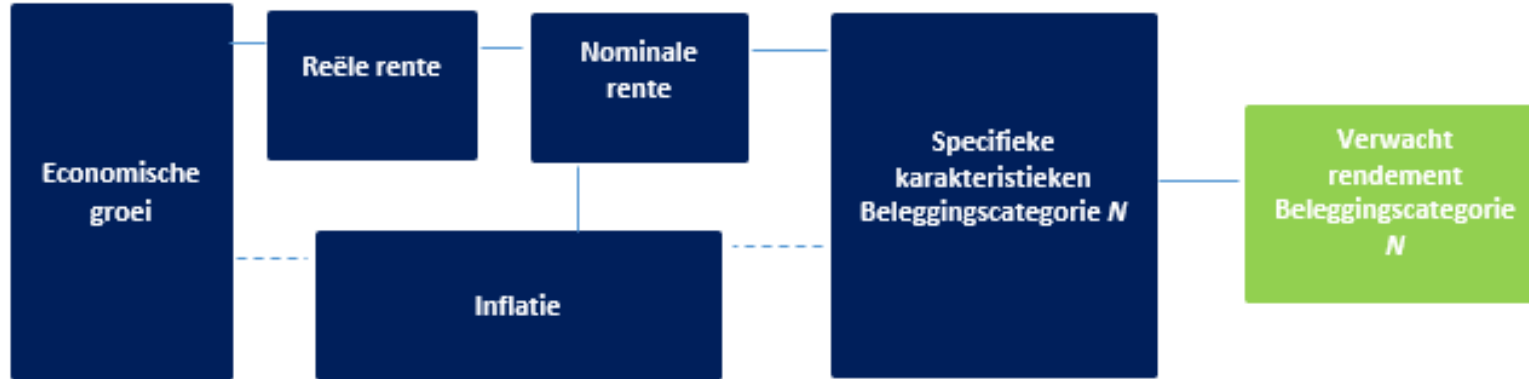 Economische
groei
Reële rente
Nominale
rente
Inflatie
Specifieke
karakteristieken
Beleggingscategorie N
Verwacht
rendement
Beleggingscategorie
N